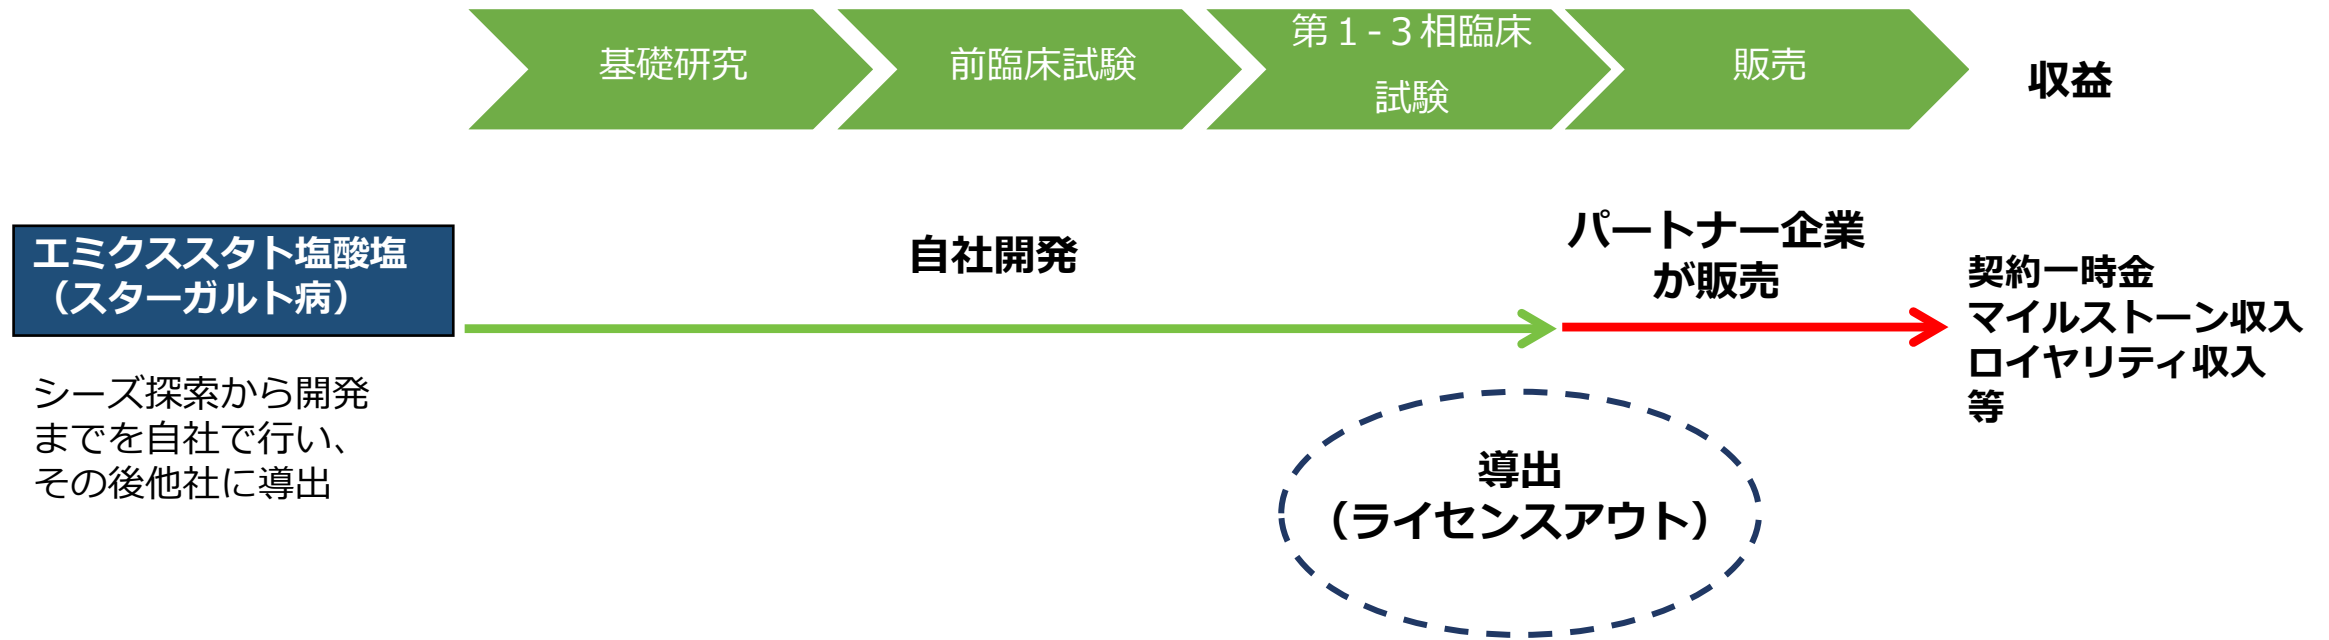 基礎研究
前臨床試験
第１-３相臨床
試験
販売
収益
エミクススタト塩酸塩
（スターガルト病）
自社開発
パートナー企業
が販売
契約一時金
マイルストーン収入
ロイヤリティ収入
等
シーズ探索から開発
までを自社で行い、
その後他社に導出
導出
（ライセンスアウト）